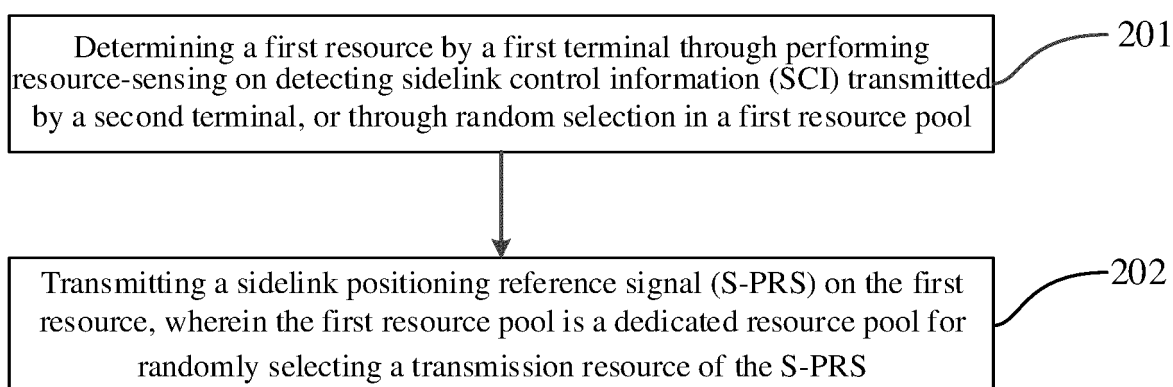 Determining a first resource by a first terminal through performing
201
resource-sensing on detecting sidelink control information (SCI) transmitted
by a second terminal, or through random selection in a first resource pool
Transmitting a sidelink positioning reference signal (S-PRS) on the first
202
resource, wherein the first resource pool is a dedicated resource pool for
randomly selecting a transmission resource of the S-PRS